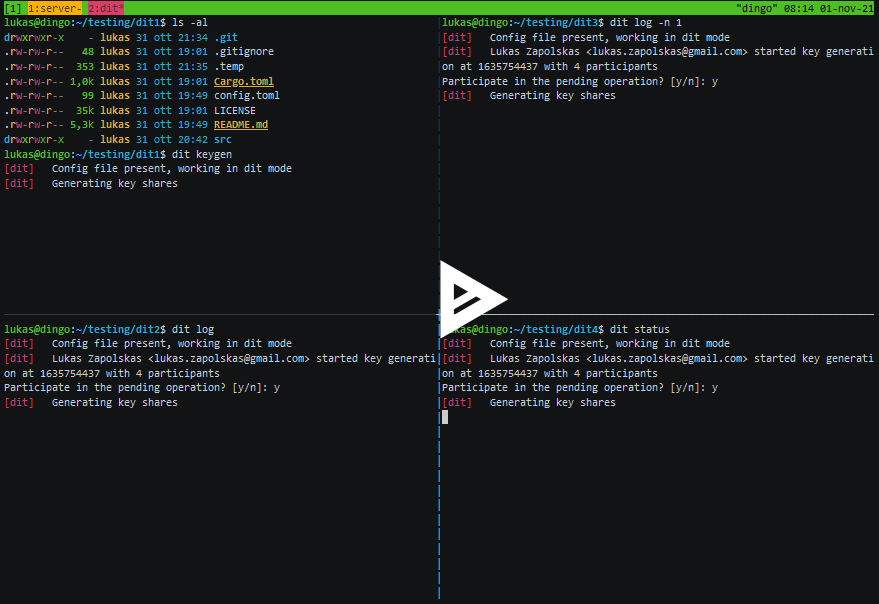 [1] 1:server- 2:dit* "dingo" 08:14 01-nov-21
lukas@dingo:~/testing/dit1$ ls -al
drwxrwxr-x    - lukas 31 ott 21:34 .git
.rw-rw-r--   48 lukas 31 ott 19:01 .gitignore
.rw-rw-r--  353 lukas 31 ott 21:35 .temp
.rw-rw-r-- 1,0k lukas 31 ott 19:01 Cargo.toml
.rw-rw-r--   99 lukas 31 ott 19:49 config.toml
.rw-rw-r--  35k lukas 31 ott 19:01 LICENSE
.rw-rw-r-- 5,3k lukas 31 ott 19:49 README.md
drwxrwxr-x    - lukas 31 ott 20:42 src
lukas@dingo:~/testing/dit1$ dit keygen
[dit]   Config file present, working in dit mode
[dit]   Generating key shares
lukas@dingo:~/testing/dit3$ dit log -n 1
[dit]   Config file present, working in dit mode
[dit]   Lukas Zapolskas <lukas.zapolskas@gmail.com> started key generati
on at 1635754437 with 4 participants
Participate in the pending operation? [y/n]: y
[dit]   Generating key shares
lukas@dingo:~/testing/dit2$ dit log
[dit]   Config file present, working in dit mode
[dit]   Lukas Zapolskas <lukas.zapolskas@gmail.com> started key generati
on at 1635754437 with 4 participants
Participate in the pending operation? [y/n]: y
[dit]   Generating key shares
@dingo:~/testing/dit4$ dit status
[dit]   Config file present, working in dit mode
[dit]   Lukas Zapolskas <lukas.zapolskas@gmail.com> started key generati
on at 1635754437 with 4 participants
Participate in the pending operation? [y/n]: y
[dit]   Generating key shares